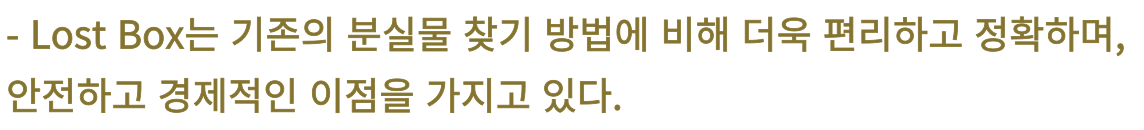 - Lost Box는 기존의 분실물 찾기 방법에 비해 더욱 편리하고 정확하며,
안전하고 경제적인 이점을 가지고 있다.